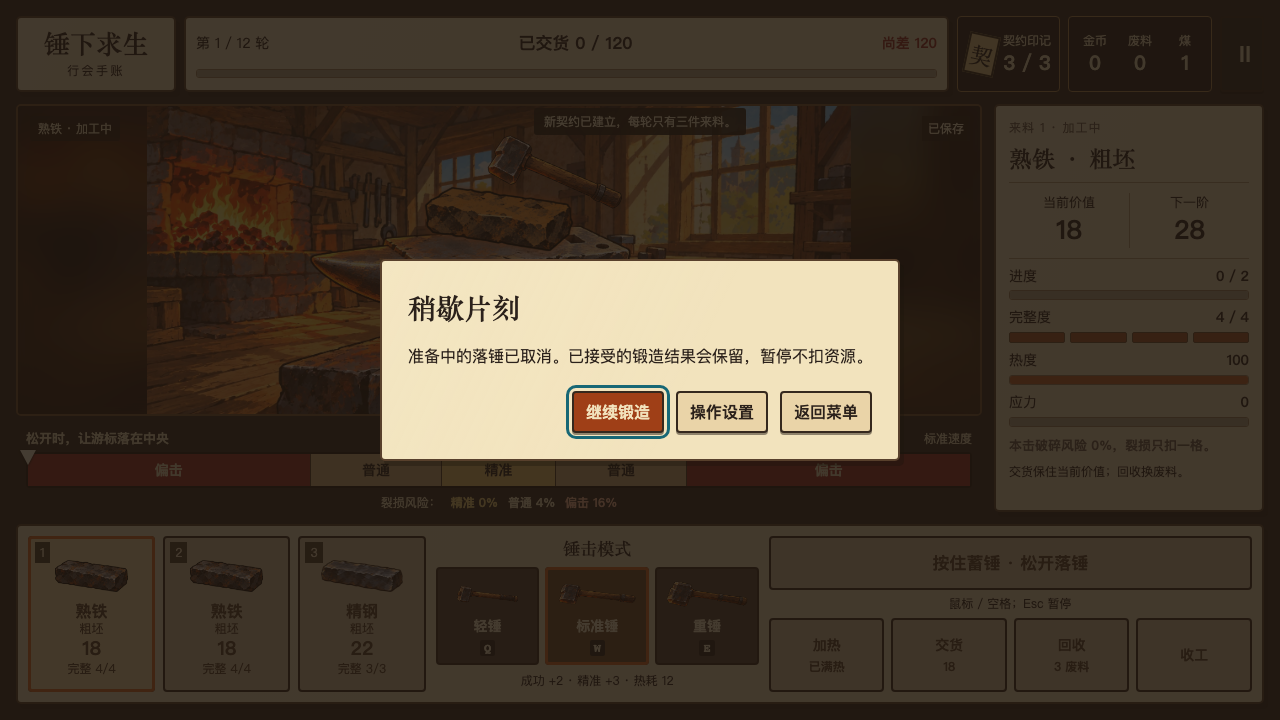 锤下求生
行会手账
第 1 / 12 轮
已交货 0 / 120
尚差 120
契
契约印记
3 / 3
金币
0
废料
0
煤
1
熟铁 · 加工中
新契约已建立，每轮只有三件来料。
已保存
来料 1 · 加工中
熟铁 · 粗坯
当前价值
18
下一阶
28
进度
0 / 2
完整度
4 / 4
热度
100
应力
0
本击破碎风险 0%，裂损只扣一格。
交货保住当前价值；回收换废料。
稍歇片刻
准备中的落锤已取消。已接受的锻造结果会保留，暂停不扣资源。
继续锻造
操作设置
返回菜单
松开时，让游标落在中央
标准速度
偏击
普通
精准
普通
偏击
裂损风险： 精准 0% 普通 4% 偏击 16%
1
熟铁
粗坯
18
完整 4/4
2
熟铁
粗坯
18
完整 4/4
3
精钢
粗坯
22
完整 3/3
锤击模式
轻锤
Q
标准锤
W
重锤
E
成功 +2 · 精准 +3 · 热耗 12
按住蓄锤 · 松开落锤
鼠标 / 空格；Esc 暂停
加热
已满热
交货
18
回收
3 废料
收工